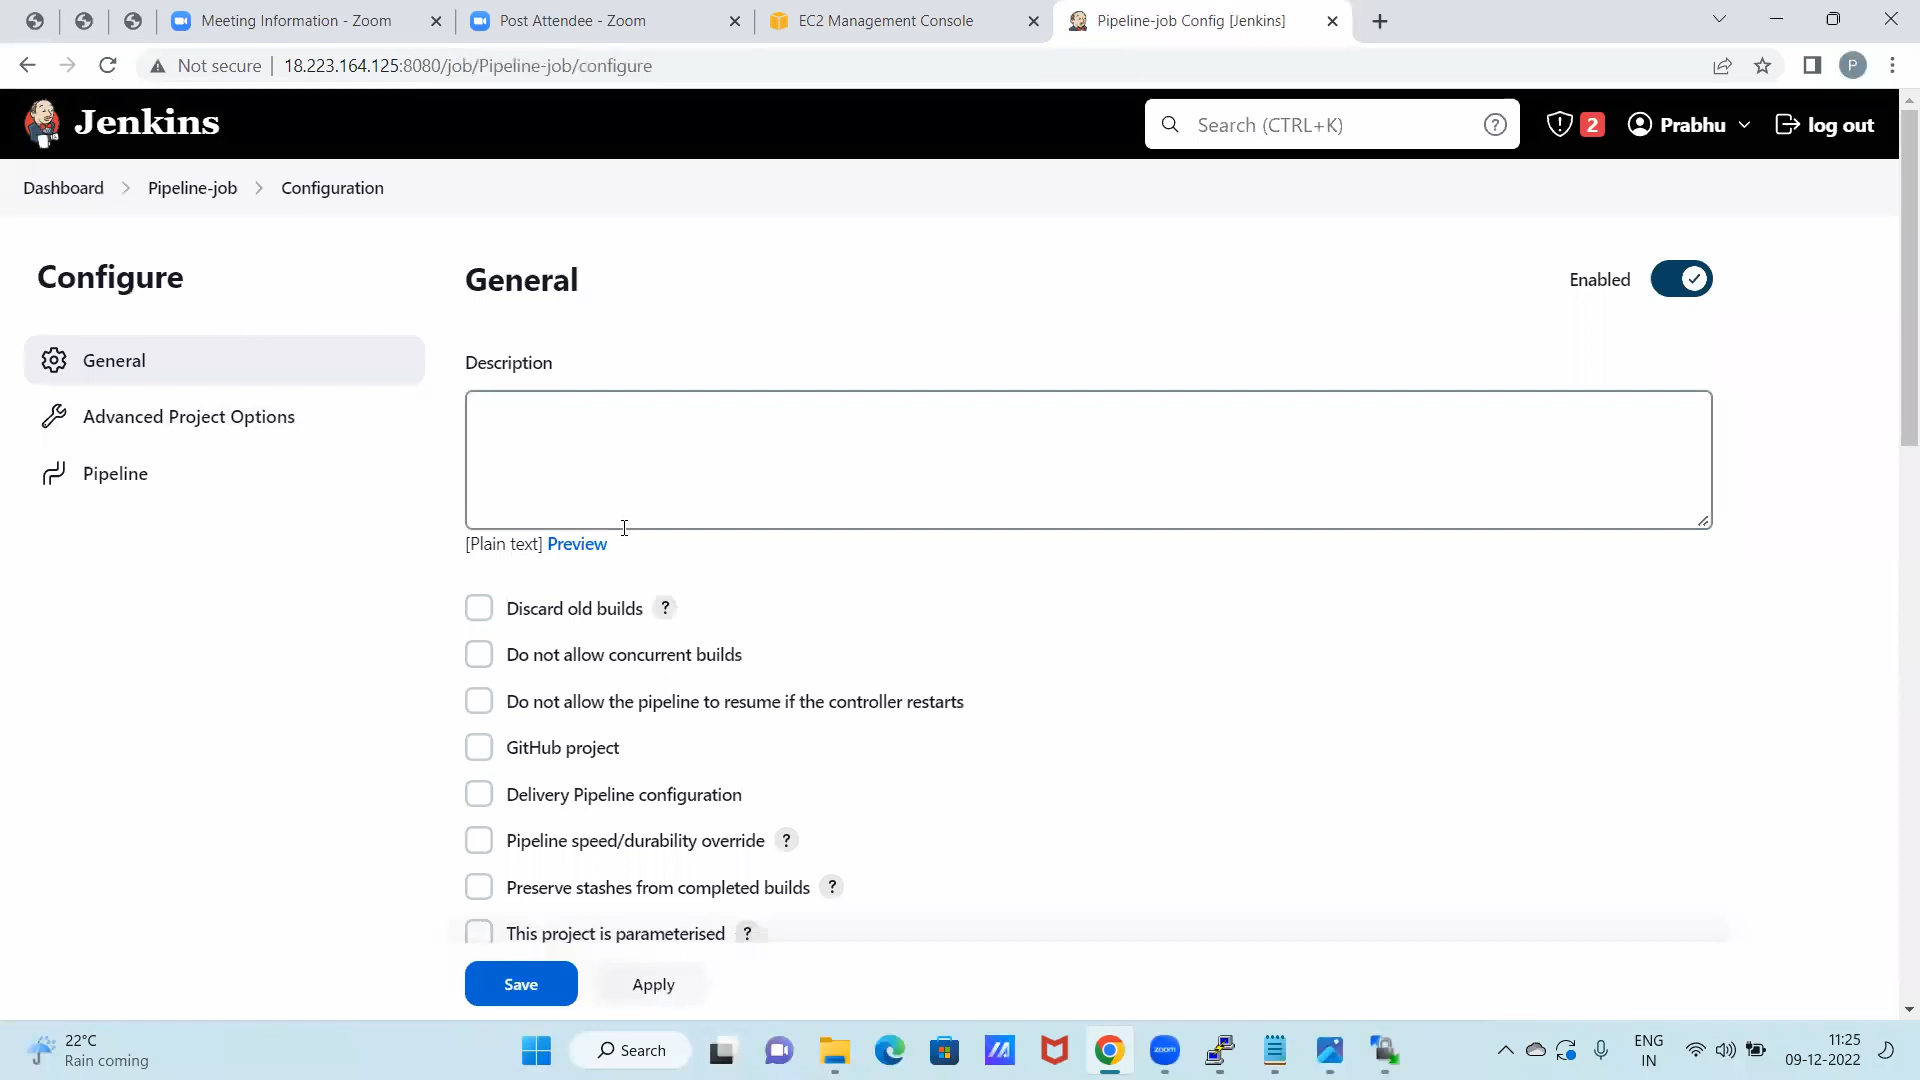 Meeting Information - Zoom
Post Attendee - Zoom
EC2 Management Console
Pipeline-job Config [Jenkins]
Not secure
18.223.164.125:8080/job/Pipeline-job/configure
P
Jenkins
Search (CTRL+K)
?
2
Prabhu
log out
Dashboard
Pipeline-job
Configuration
Configure
General
Advanced Project Options
Pipeline
General
Enabled
Description
[Plain text] Preview
Discard old builds ?
Do not allow concurrent builds
Do not allow the pipeline to resume if the controller restarts
GitHub project
Delivery Pipeline configuration
Pipeline speed/durability override ?
Preserve stashes from completed builds ?
This project is parameterised ?
Save
Apply
22°C
Rain coming
Search
zoom
ENG
IN
11:25
09-12-2022